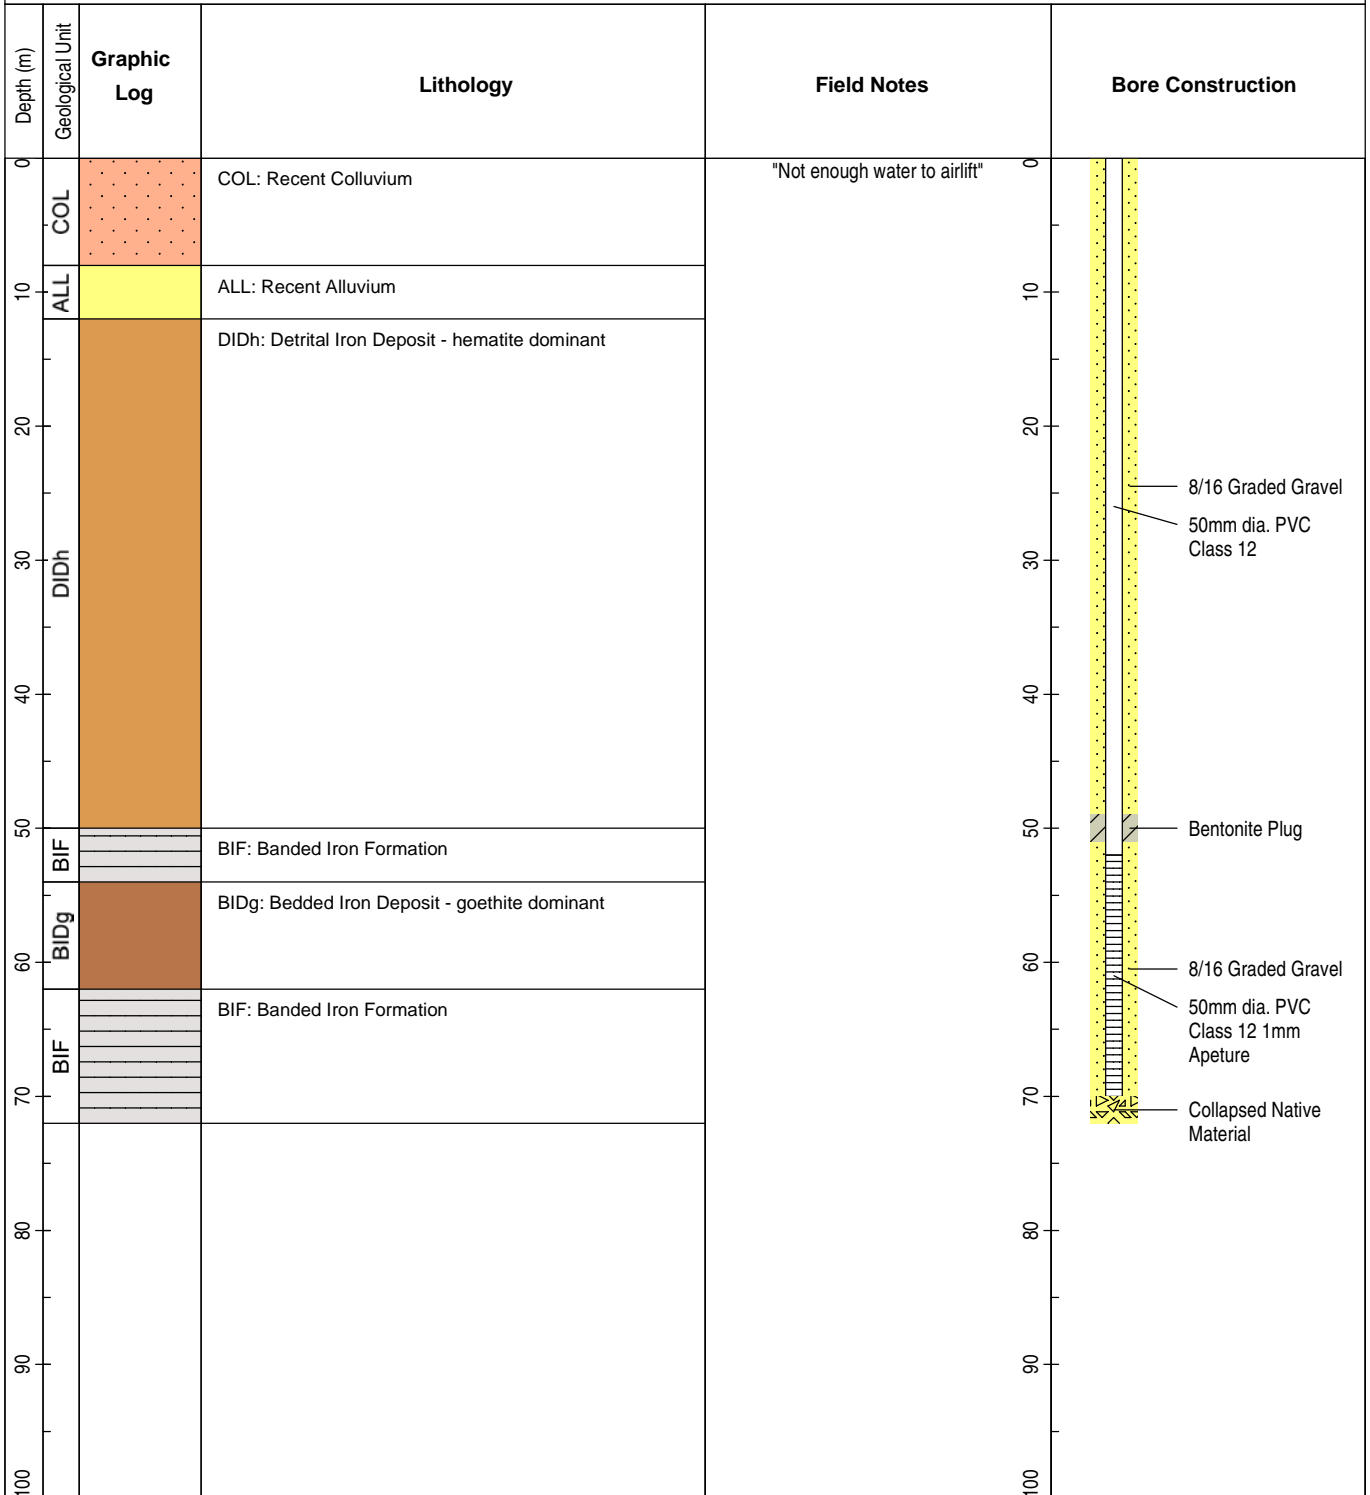 Depth (m)
Geological Unit
Graphic
Log
Lithology
Field Notes
Bore Construction
0
10
20
30
40
50
60
70
80
90
100
COL
ALL
DIDh
BIF
BIDg
BIF
COL: Recent Colluvium
ALL: Recent Alluvium
DIDh: Detrital Iron Deposit - hematite dominant
BIF: Banded Iron Formation
BIDg: Bedded Iron Deposit - goethite dominant
BIF: Banded Iron Formation
"Not enough water to airlift"
0
10
20
30
40
50
60
70
80
90
100
8/16 Graded Gravel
50mm dia. PVC
Class 12
Bentonite Plug
8/16 Graded Gravel
50mm dia. PVC
Class 12 1mm
Apeture
Collapsed Native
Material